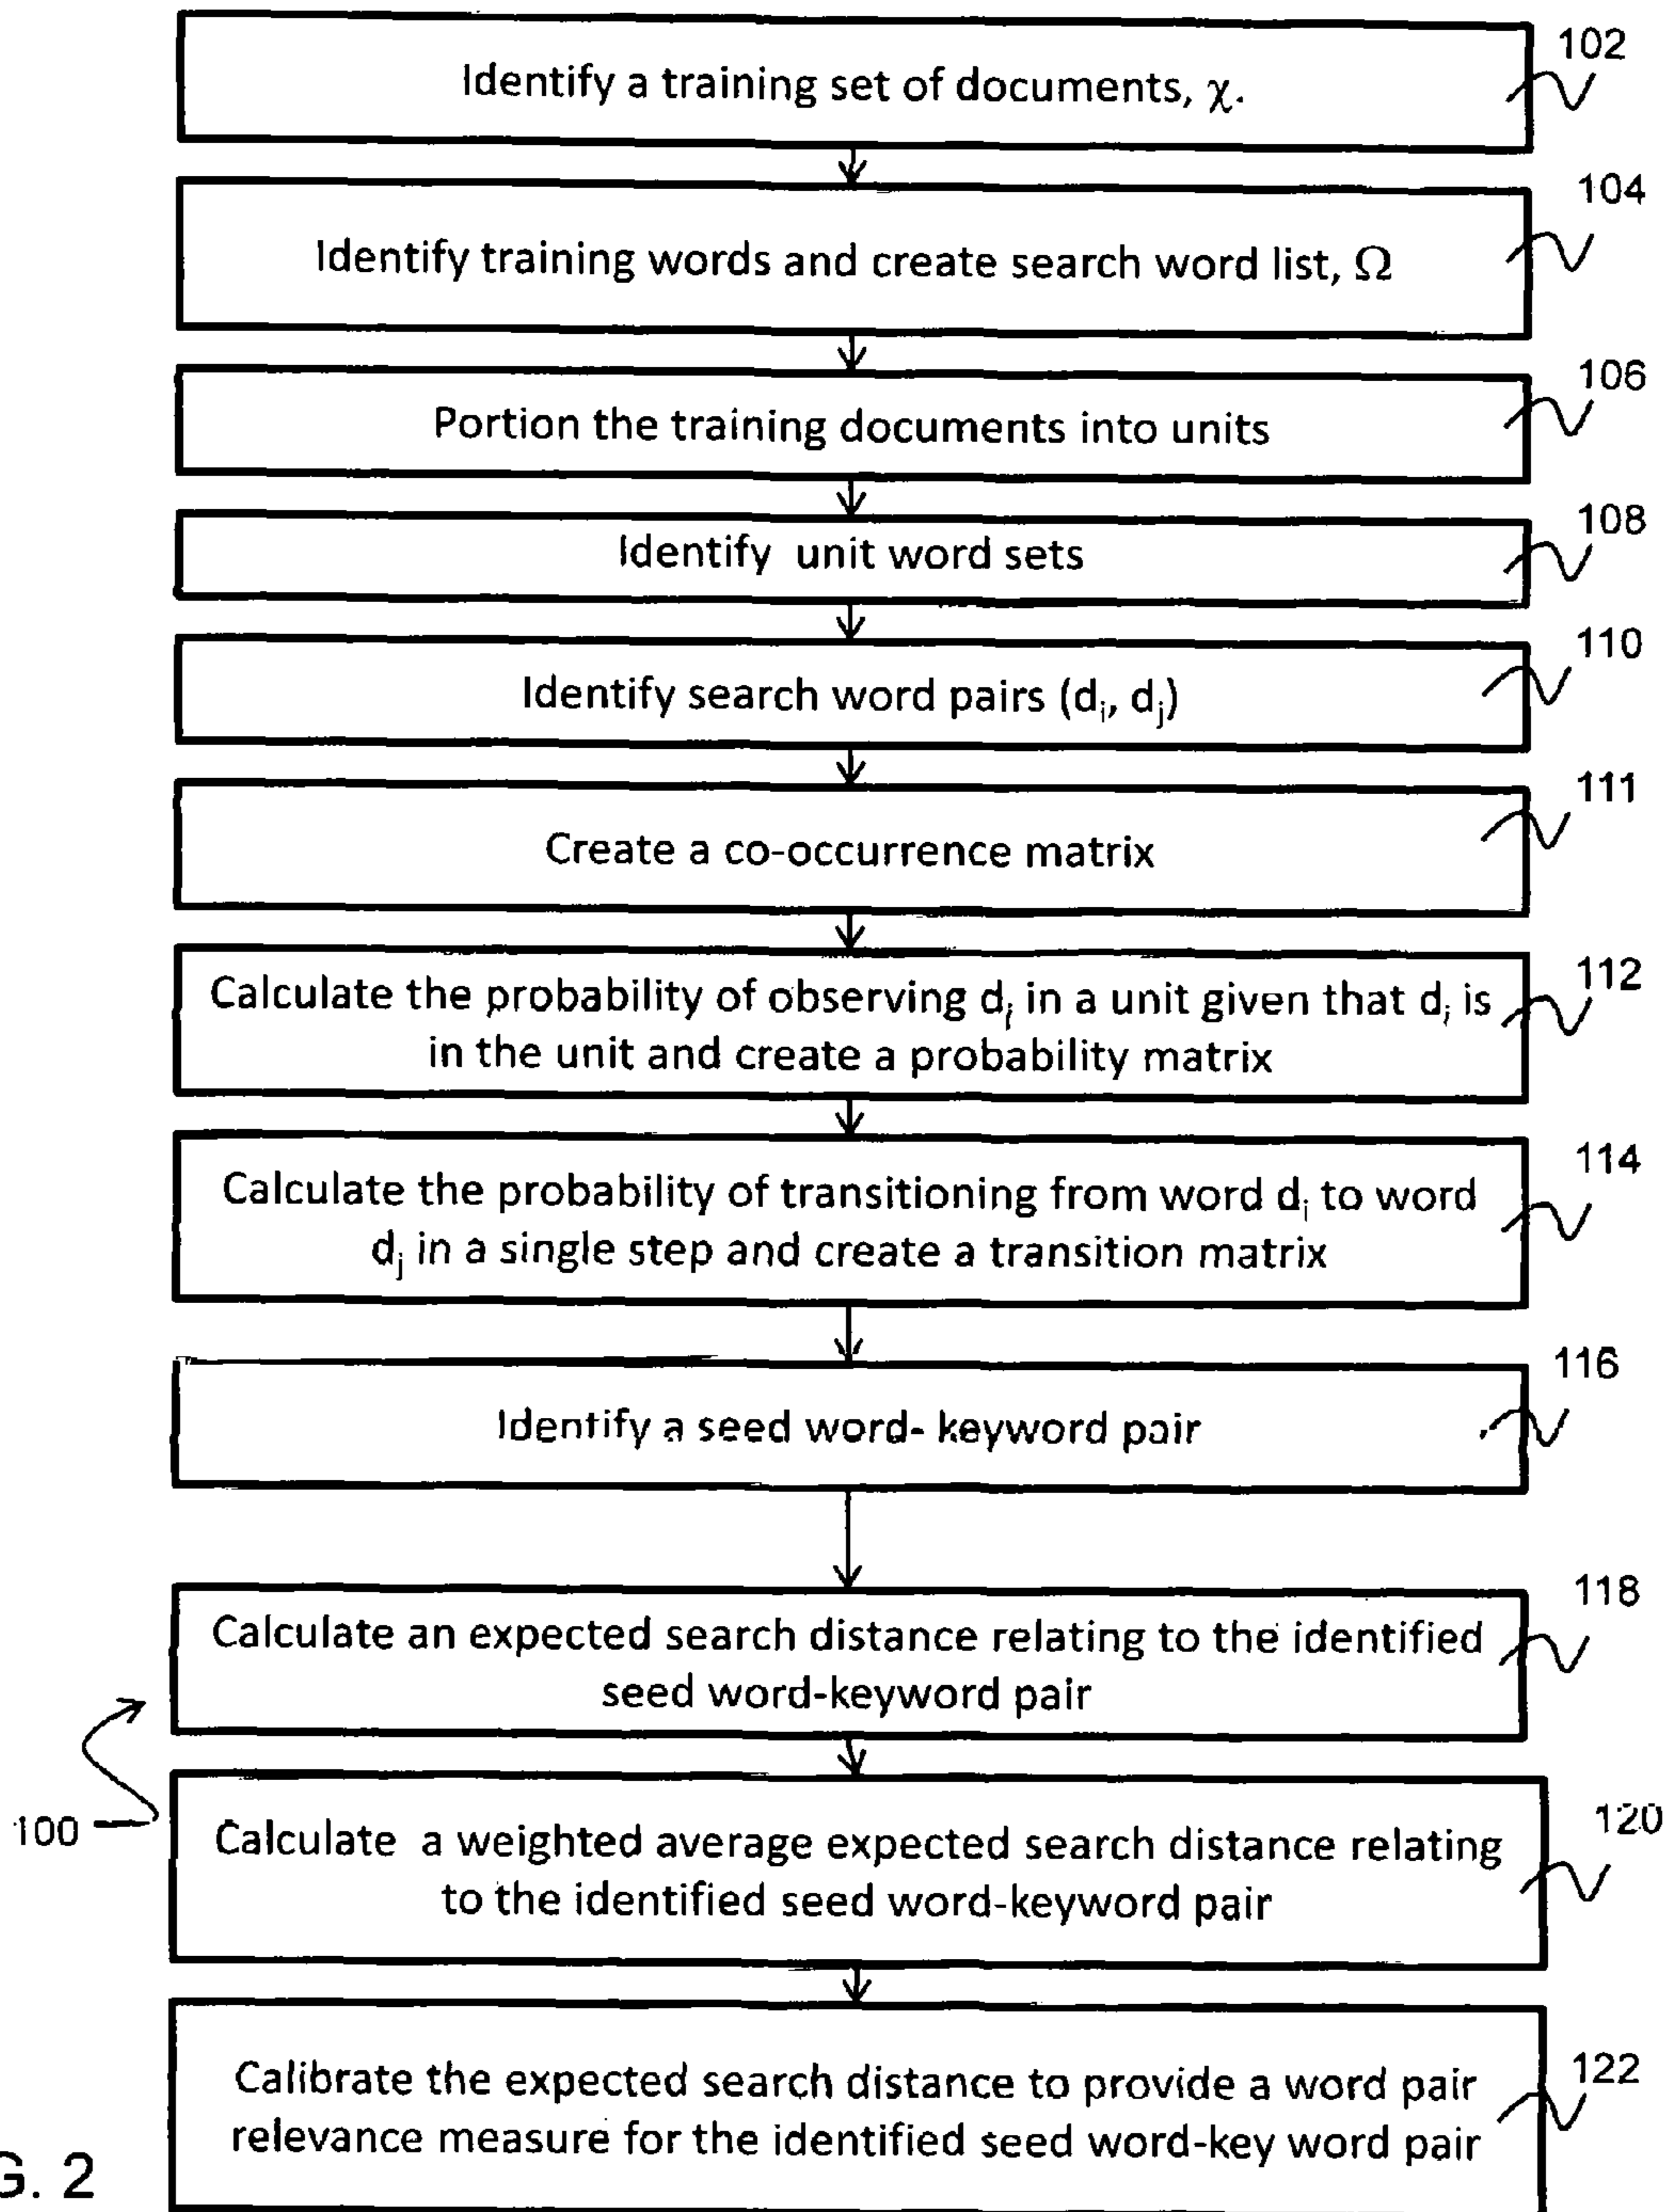 102
Identify a training set of documents, χ.
104
Identify training words and create search word list, Ω
106
Portion the training documents into units
108
Identify unit word sets
110
Identify search word pairs (dᵢ, dⱼ)
111
Create a co-occurrence matrix
112
Calculate the probability of observing dⱼ in a unit given that dᵢ is
in the unit and create a probability matrix
114
Calculate the probability of transitioning from word dᵢ to word
dⱼ in a single step and create a transition matrix
116
Identify a seed word- keyword pair
118
Calculate an expected search distance relating to the identified
seed word-keyword pair
100
120
Calculate a weighted average expected search distance relating
to the identified seed word-keyword pair
122
Calibrate the expected search distance to provide a word pair
relevance measure for the identified seed word-key word pair
G. 2